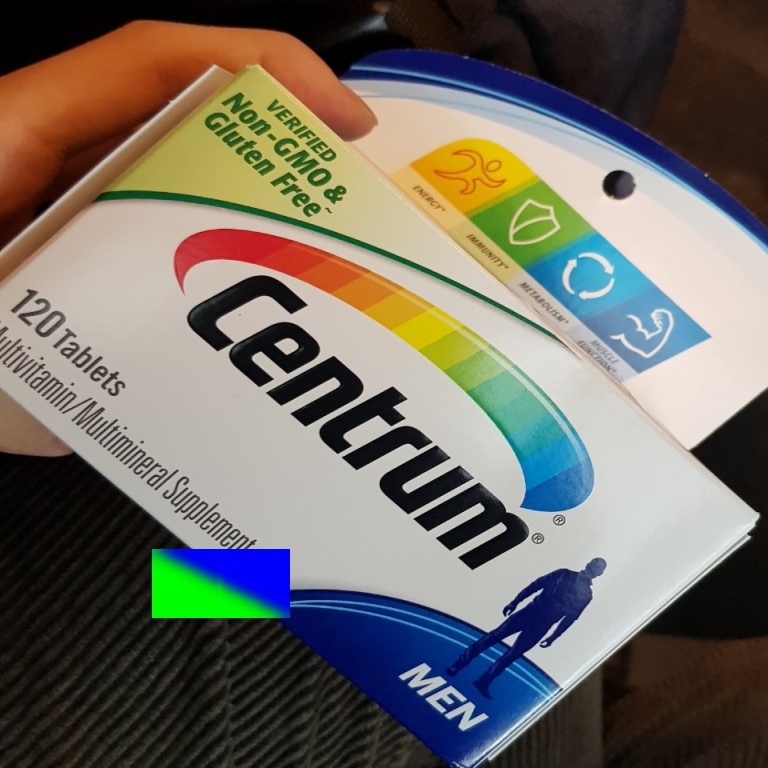 VERIFIED
Non-GMO &
Gluten Free~
ENERGY*
IMMUNITY*
METABOLISM*
MUSCLE
FUNCTION*
Centrum®
®
120 Tablets
Multivitamin/Multimineral Supplement
MEN